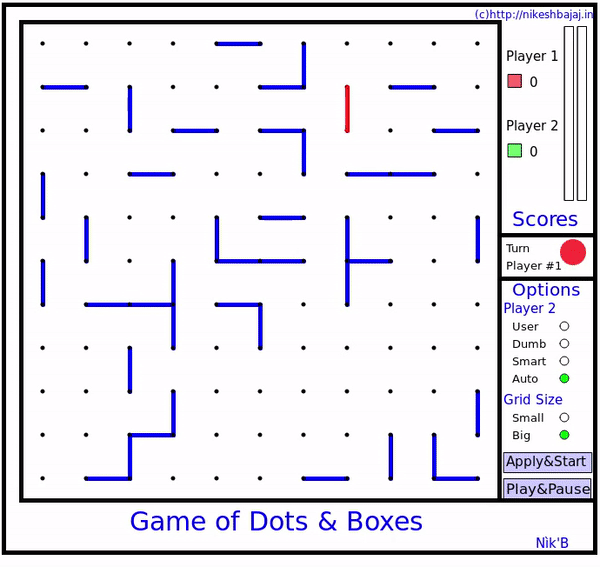 (c)http://nikeshbajaj.in
Player 1
0
Player 2
0
Scores
Turn
Player #1
Options
Player 2
User
Dumb
Smart
Auto
Grid Size
Small
Big
Apply&Start
Play&Pause
Game of Dots & Boxes
Nìk'B